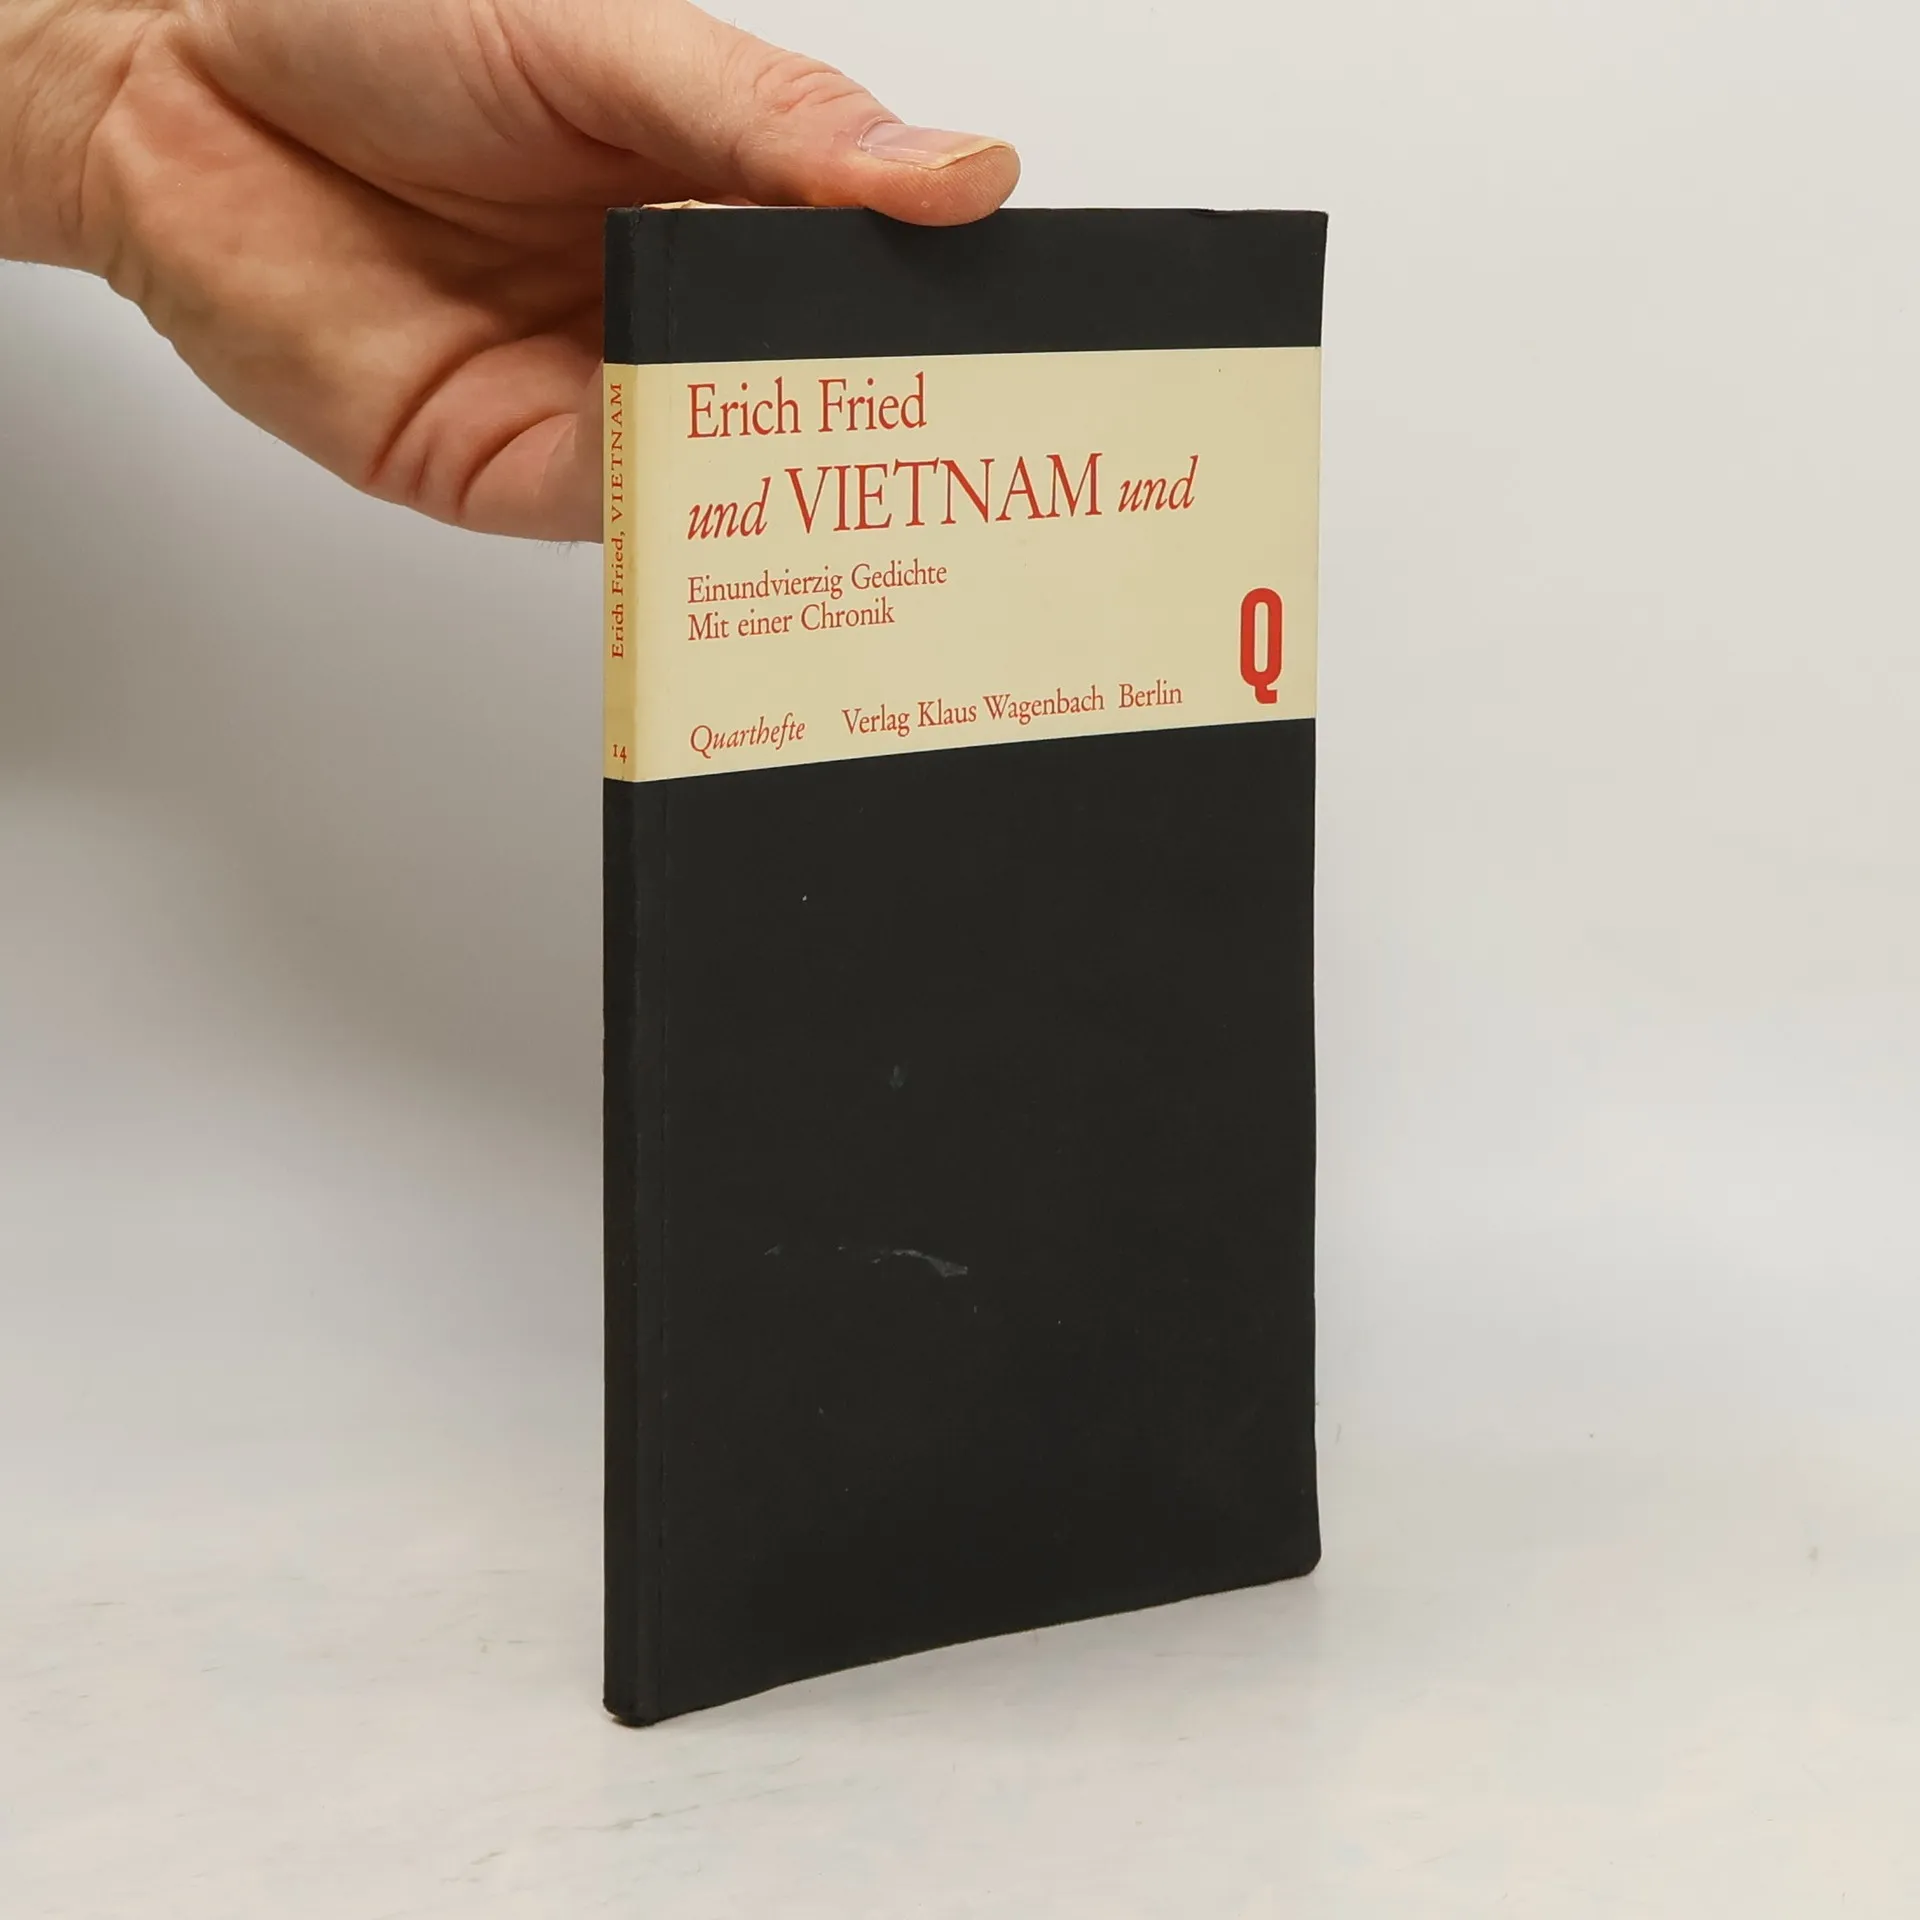 Erich Fried
und VIETNAM und
Einundvierzig Gedichte
Mit einer Chronik
Q
Quarthefte Verlag Klaus Wagenbach Berlin
Erich Fried, VIETNAM
14